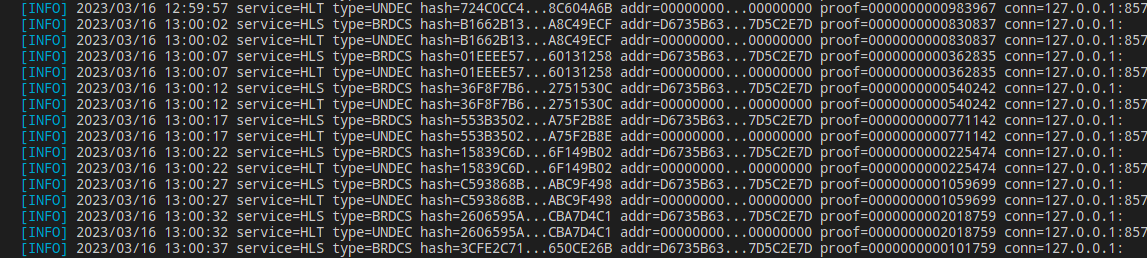 [INFO] 2023/03/16 12:59:57 service=HLT type=UNDEC hash=724C0CC4...8C604A6B addr=00000000...00000000 proof=0000000000983967 conn=127.0.0.1:857
[INFO] 2023/03/16 13:00:02 service=HLS type=BRDCS hash=B1662B13...A8C49ECF addr=D6735B63...7D5C2E7D proof=0000000000830837 conn=127.0.0.1:
[INFO] 2023/03/16 13:00:02 service=HLT type=UNDEC hash=B1662B13...A8C49ECF addr=00000000...00000000 proof=0000000000830837 conn=127.0.0.1:857
[INFO] 2023/03/16 13:00:07 service=HLS type=BRDCS hash=01EEEE57...60131258 addr=D6735B63...7D5C2E7D proof=0000000000362835 conn=127.0.0.1:
[INFO] 2023/03/16 13:00:07 service=HLT type=UNDEC hash=01EEEE57...60131258 addr=00000000...00000000 proof=0000000000362835 conn=127.0.0.1:857
[INFO] 2023/03/16 13:00:12 service=HLS type=BRDCS hash=36F8F7B6...2751530C addr=D6735B63...7D5C2E7D proof=0000000000540242 conn=127.0.0.1:
[INFO] 2023/03/16 13:00:12 service=HLT type=UNDEC hash=36F8F7B6...2751530C addr=00000000...00000000 proof=0000000000540242 conn=127.0.0.1:857
[INFO] 2023/03/16 13:00:17 service=HLS type=BRDCS hash=553B3502...A75F2B8E addr=D6735B63...7D5C2E7D proof=0000000000771142 conn=127.0.0.1:
[INFO] 2023/03/16 13:00:17 service=HLT type=UNDEC hash=553B3502...A75F2B8E addr=00000000...00000000 proof=0000000000771142 conn=127.0.0.1:857
[INFO] 2023/03/16 13:00:22 service=HLS type=BRDCS hash=15839C6D...6F149B02 addr=D6735B63...7D5C2E7D proof=0000000000225474 conn=127.0.0.1:
[INFO] 2023/03/16 13:00:22 service=HLT type=UNDEC hash=15839C6D...6F149B02 addr=00000000...00000000 proof=0000000000225474 conn=127.0.0.1:857
[INFO] 2023/03/16 13:00:27 service=HLS type=BRDCS hash=C593868B...ABC9F498 addr=D6735B63...7D5C2E7D proof=0000000001059699 conn=127.0.0.1:
[INFO] 2023/03/16 13:00:27 service=HLT type=UNDEC hash=C593868B...ABC9F498 addr=00000000...00000000 proof=0000000001059699 conn=127.0.0.1:857
[INFO] 2023/03/16 13:00:32 service=HLS type=BRDCS hash=2606595A...CBA7D4C1 addr=D6735B63...7D5C2E7D proof=0000000002018759 conn=127.0.0.1:
[INFO] 2023/03/16 13:00:32 service=HLT type=UNDEC hash=2606595A...CBA7D4C1 addr=00000000...00000000 proof=0000000002018759 conn=127.0.0.1:857
[INFO] 2023/03/16 13:00:37 service=HLS type=BRDCS hash=3CFE2C71...650CE26B addr=D6735B63...7D5C2E7D proof=0000000000101759 conn=127.0.0.1: